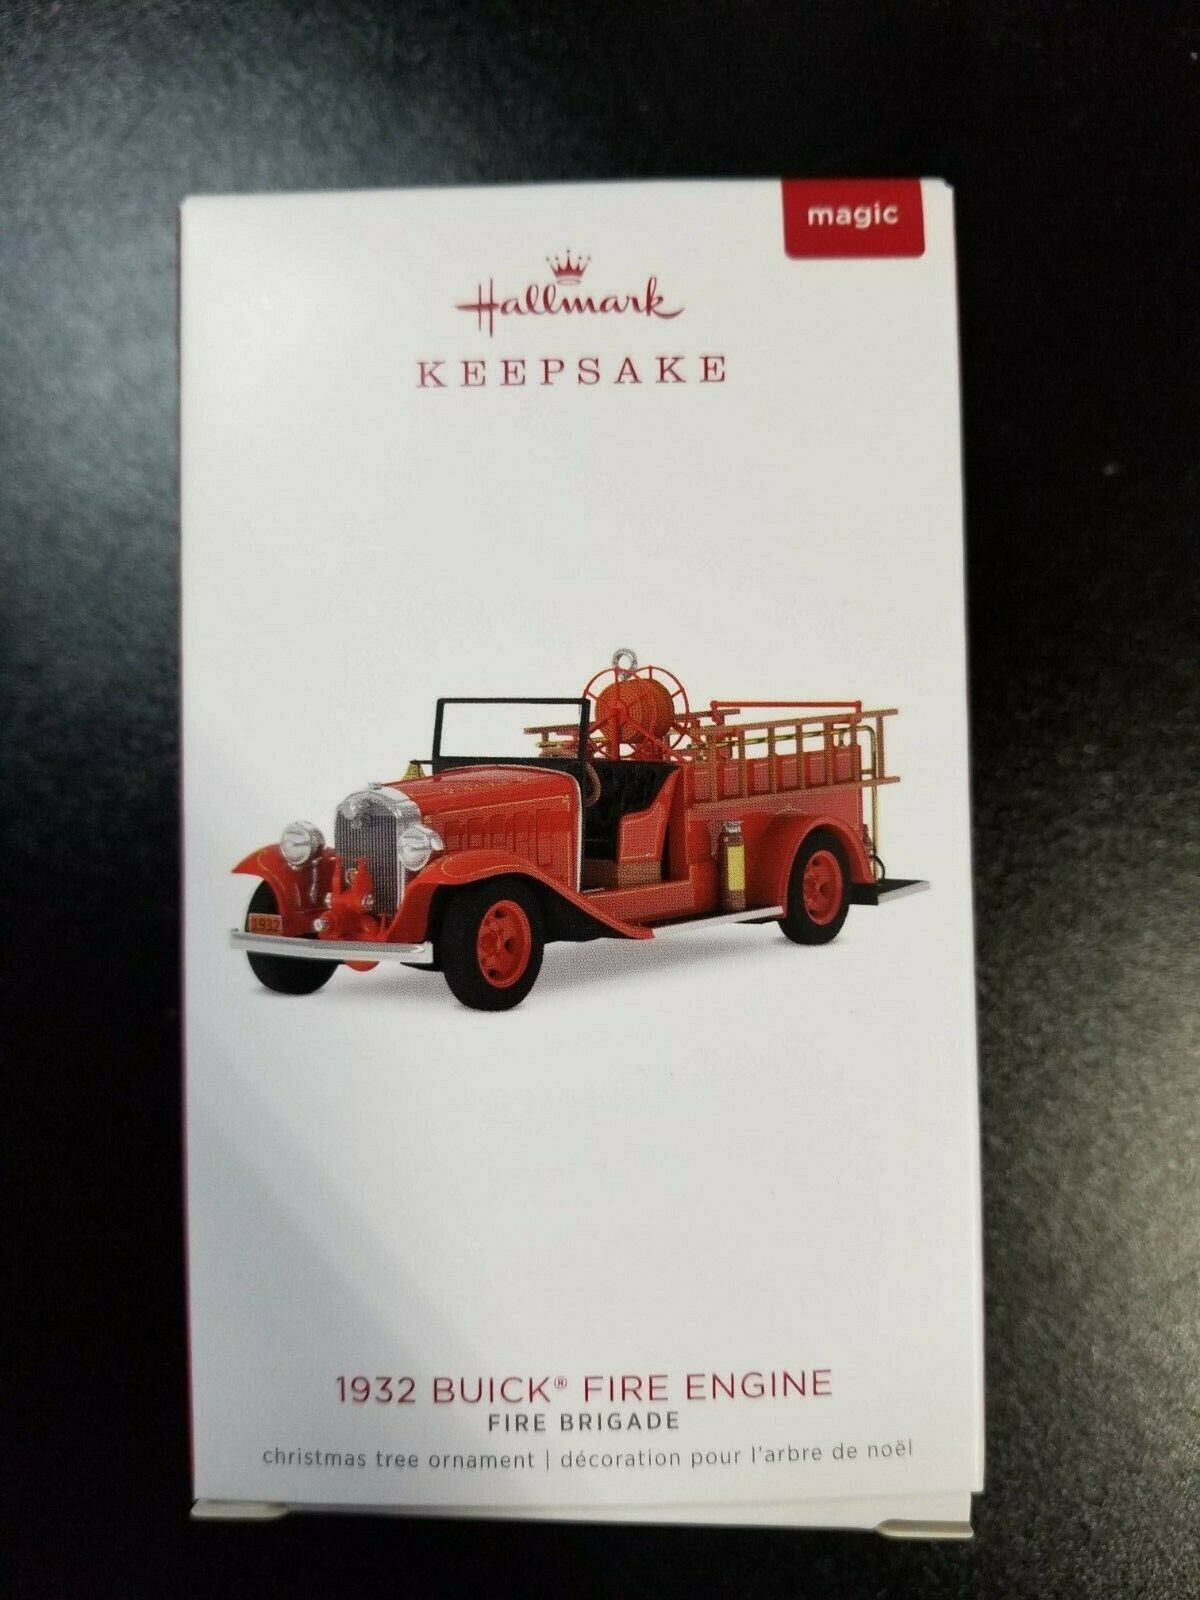 magic
Hallmark
KEEPSAKE
1932
1932 BUICK® FIRE ENGINE
FIRE BRIGADE
christmas tree ornament | décoration pour l'arbre de noël